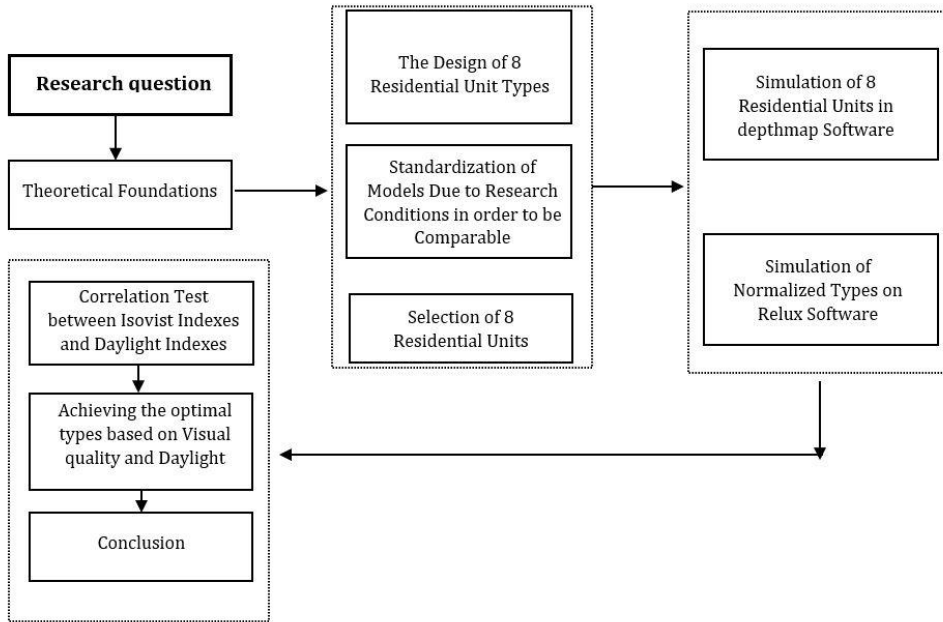 Research question
Theoretical Foundations
The Design of 8
Residential Unit Types
Standardization of
Models Due to Research
Conditions in order to be
Comparable
Selection of 8
Residential Units
Simulation of 8
Residential Units in
depthmap Software
Simulation of
Normalized Types on
Relux Software
Correlation Test
between Isovist Indexes
and Daylight Indexes
Achieving the optimal
types based on Visual
quality and Daylight
Conclusion